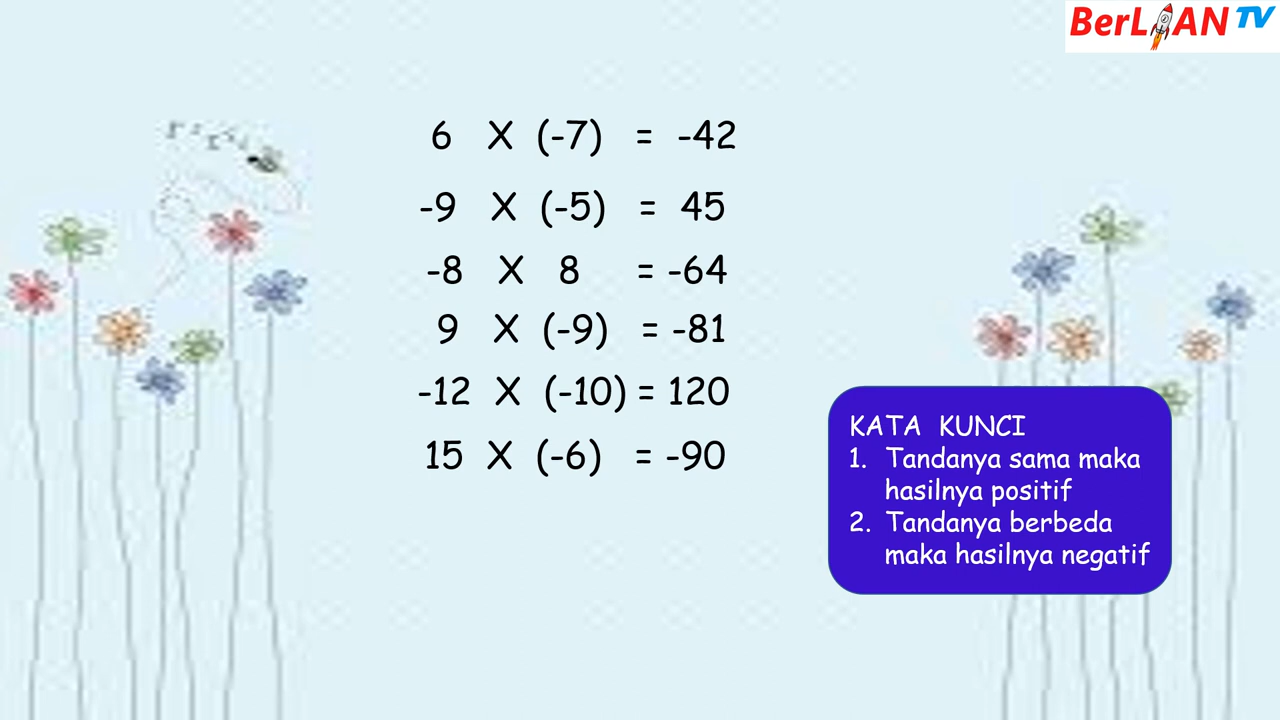 BerLIAN TV
6 X (-7) = -42
-9 X (-5) = 45
-8 X 8 = -64
9 X (-9) = -81
-12 X (-10) = 120
15 X (-6) = -90
KATA KUNCI
1. Tandanya sama maka
hasilnya positif
2. Tandanya berbeda
maka hasilnya negatif